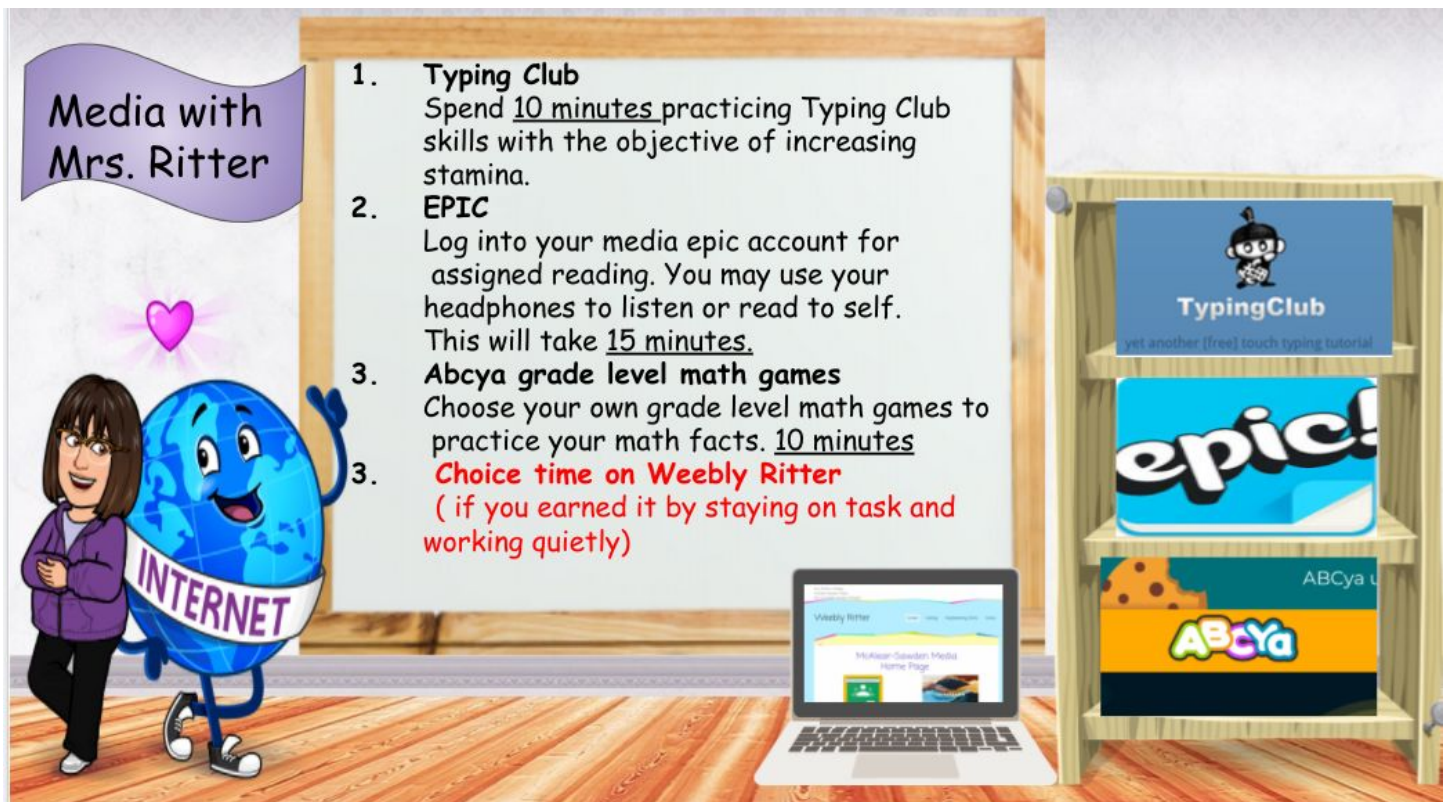 Media with
Mrs. Ritter
1. Typing Club
Spend 10 minutes practicing Typing Club
skills with the objective of increasing
stamina.
2. EPIC
Log into your media epic account for
assigned reading. You may use your
headphones to listen or read to self.
This will take 15 minutes.
3. Abcya grade level math games
Choose your own grade level math games to
practice your math facts. 10 minutes
3. Choice time on Weebly Ritter
( if you earned it by staying on task and
working quietly)
INTERNET
Weebly Ritter
Media
Home Page
TypingClub
yet another [free] touch typing tutorial
epic!
ABCya u
ABCYa